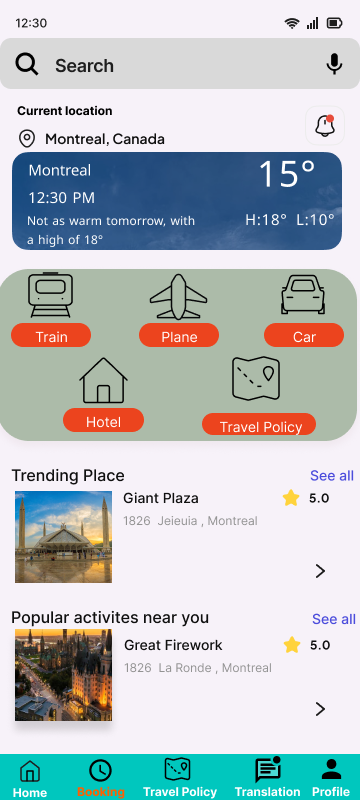 12:30
Search
Current location
Montreal, Canada
Montreal
15°
12:30 PM
Not as warm tomorrow, with
a high of 18°
H:18° L:10°
Train
Plane
Car
Hotel
Travel Policy
Trending Place
See all
Giant Plaza
5.0
1826 Jeieuia , Montreal
Popular activites near you
See all
Great Firework
5.0
1826 La Ronde , Montreal
Home
Booking
Travel Policy
Translation
Profile